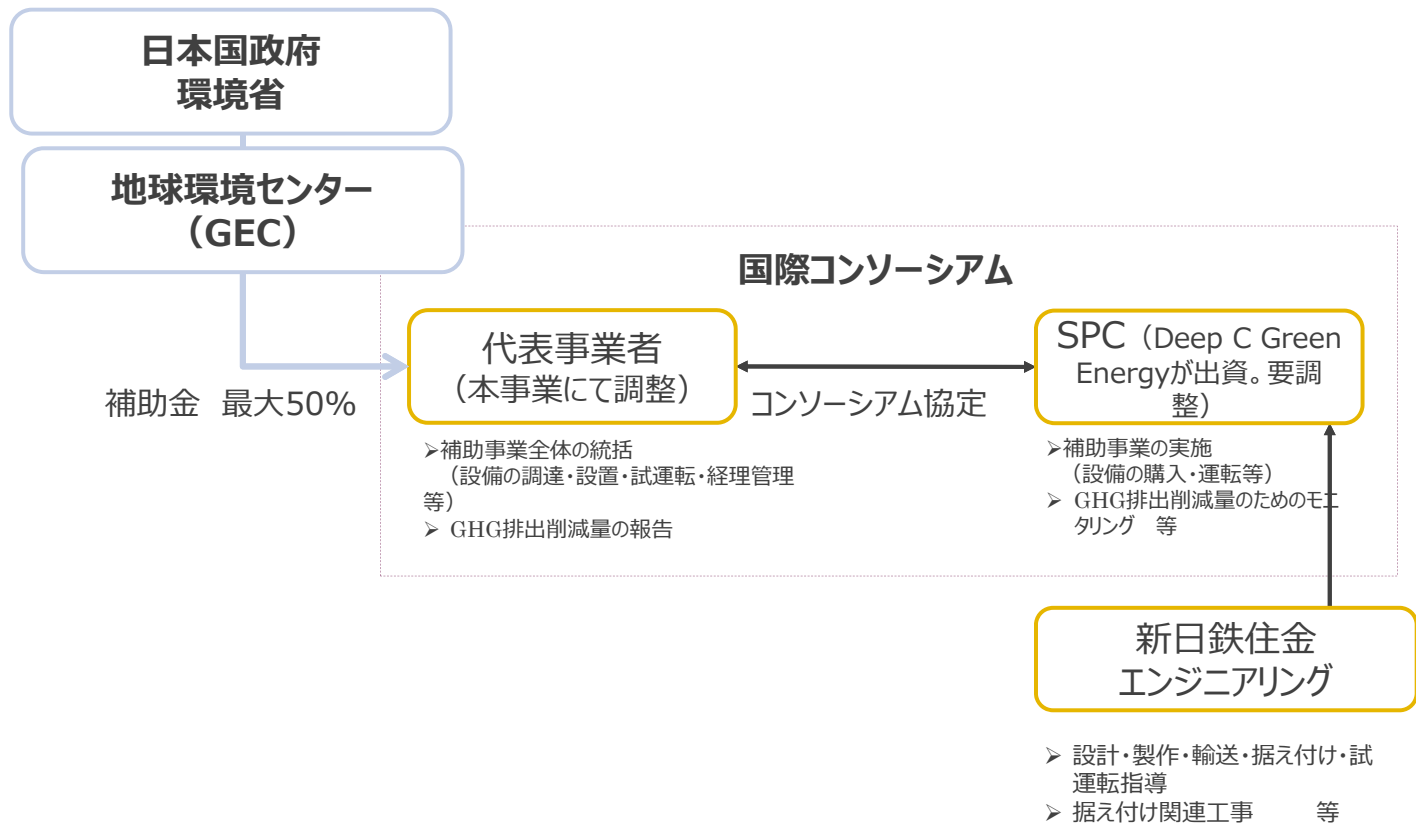 日本国政府
環境省
地球環境センター
（GEC）
国際コンソーシアム
補助金　最大50%
代表事業者
（本事業にて調整）
コンソーシアム協定
SPC（Deep C Green
Energyが出資。要調
整）
➢補助事業全体の統括
（設備の調達・設置・試運転・経理管理
等）
➢ GHG排出削減量の報告
➢補助事業の実施
（設備の購入・運転等）
➢ GHG排出削減量のためのモニ
タリング　等
新日鉄住金
エンジニアリング
➢ 設計・製作・輸送・据え付け・試
運転指導
➢ 据え付け関連工事　　等